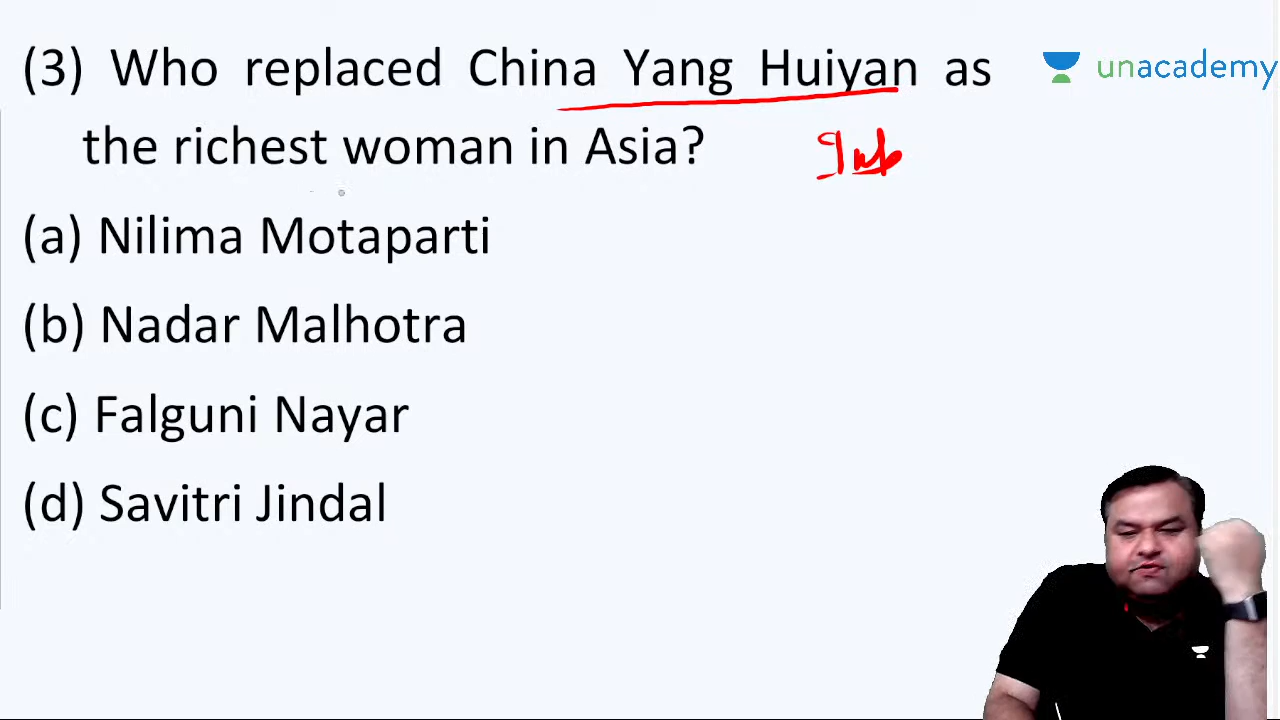 (3) Who replaced China Yang Huiyan as
the richest woman in Asia?
(a) Nilima Motaparti
(b) Nadar Malhotra
(c) Falguni Nayar
(d) Savitri Jindal
unacademy